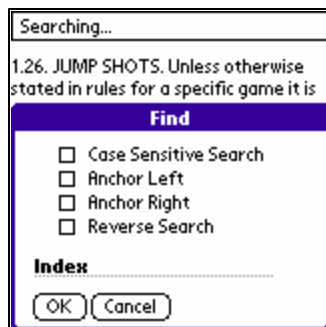 Searching...
1.26. JUMP SHOTS. Unless otherwise
stated in rules for a specific game it is
Find
Case Sensitive Search
Anchor Left
Anchor Right
Reverse Search
Index
OK Cancel